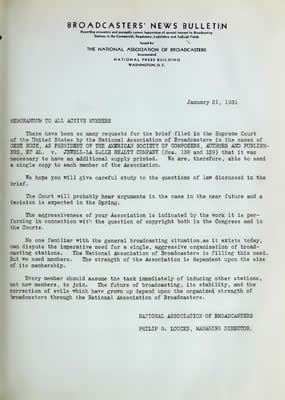 BROADCASTERS' NEWS BULLETIN
Reporting accurately and promptly current happenings of special interest to Broadcasting
Stations in the Commercial, Regulatory, Legislative and Judicial Fields
Issued by
THE NATIONAL ASSOCIATION OF BROADCASTERS
Incorporated
NATIONAL PRESS BUILDING
WASHINGTON, D. C.
January 21, 1931
MEMORANDUM TO ALL ACTIVE MEMBERS
There have been so many requests for the brief filed in the Supreme Court
of the United States by the National Association of Broadcasters in the cases of
GENE BUCK, AS PRESIDENT OF THE AMERICAN SOCIETY OF COMPOSERS, AUTHORS AND PUBLISH-
ERS, ET AL. v. JEWELL-LA SALLE REALTY COMPANY (Nos. 138 and 139) that it was
necessary to have an additional supply printed. We are, therefore, able to send
a single copy to each member of the Association.
We hope you will give careful study to the questions of law discussed in the
brief.
The Court will probably hear arguments in the case in the near future and a
decision is expected in the Spring.
The aggressiveness of your Association is indicated by the work it is per-
forming in connection with the question of copyright both in the Congress and in
the Courts.
No one familiar with the general broadcasting situation, as it exists today,
can dispute the imperative need for a single, aggressive organization of broad-
casting stations. The National Association of Broadcasters is filling this need.
But we need members. The strength of the Association is dependent upon the size
of its membership.
Every member should assume the task immediately of inducing other stations,
not now members, to join. The future of broadcasting, its stability, and the
correction of evils which have grown up depend upon the organized strength of
broadcasters through the National Association of Broadcasters.
NATIONAL ASSOCIATION OF BROADCASTERS
PHILIP G. LOUCKS, MANAGING DIRECTOR.